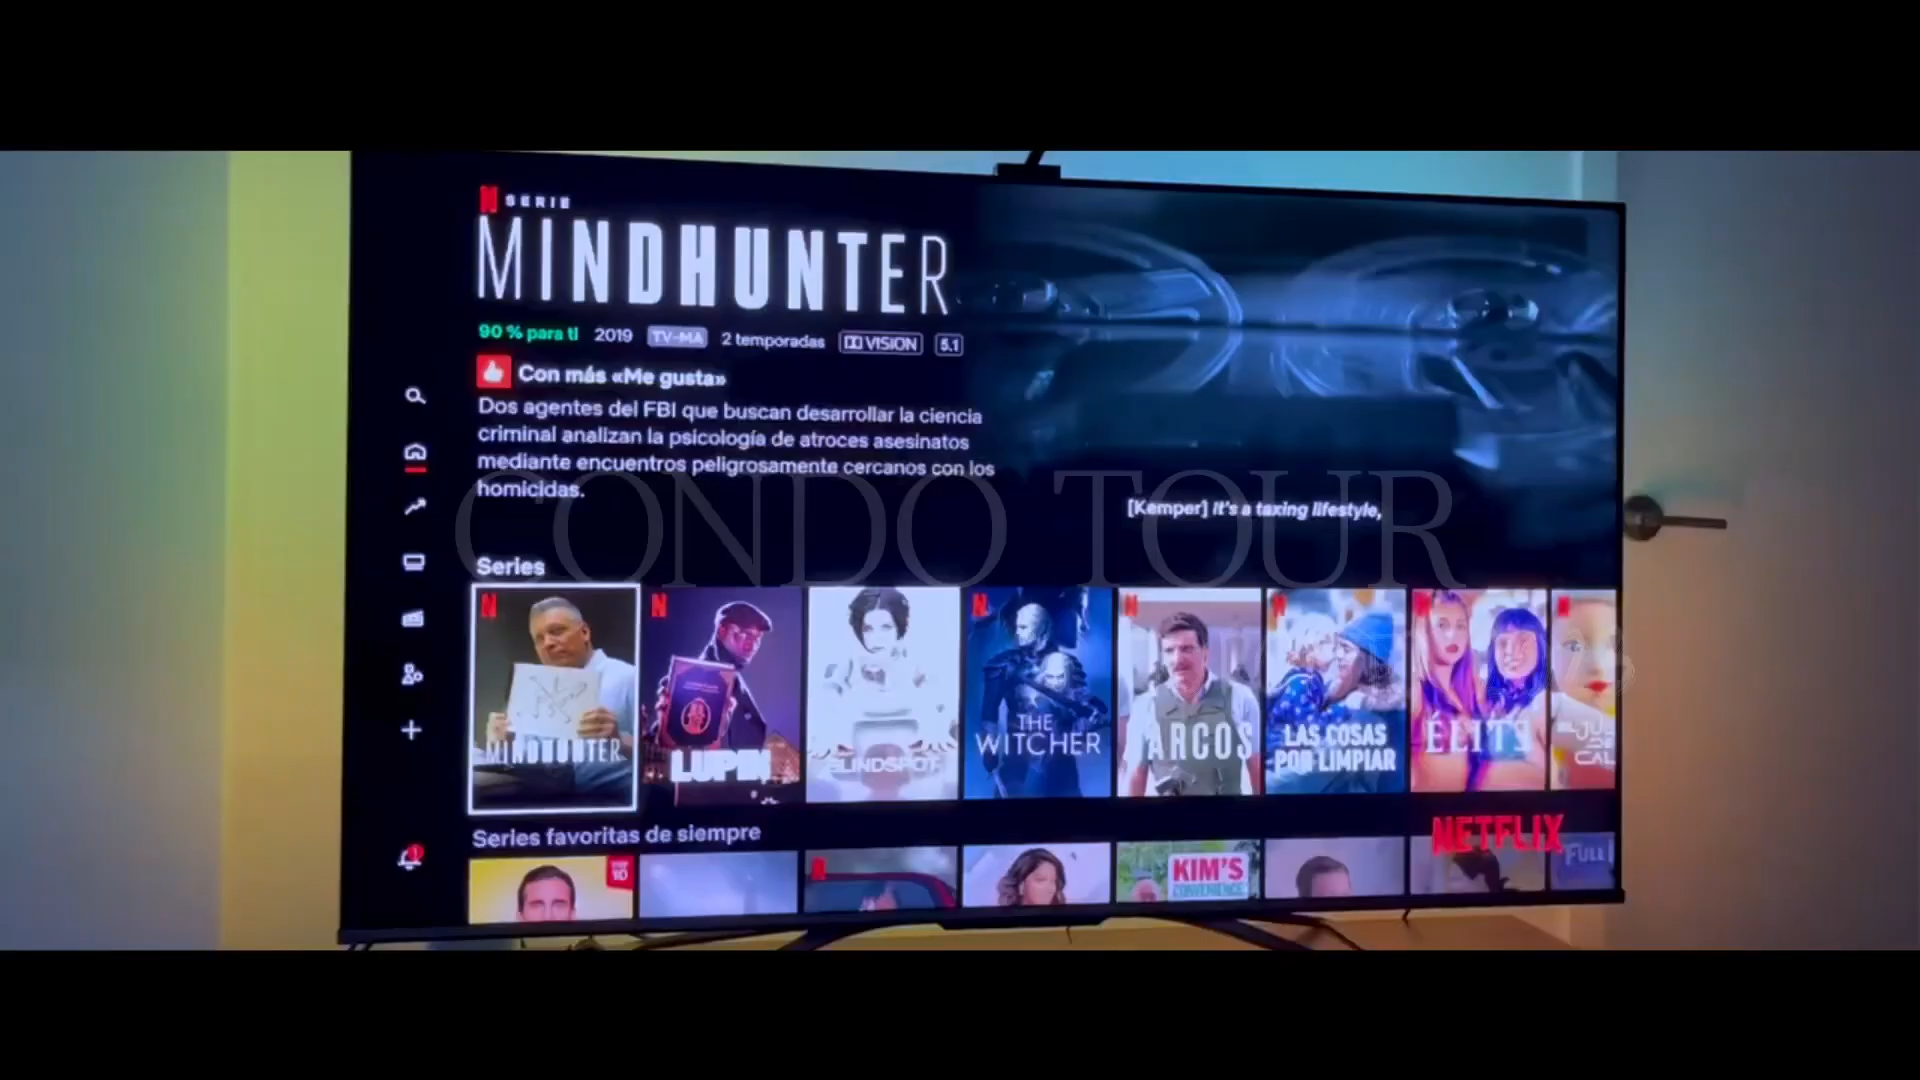 N SERIE
MINDHUNTER
90 % para ti 2019 TV-MA 2 temporadas VISION 5.1
Con más «Me gusta»
Dos agentes del FBI que buscan desarrollar la ciencia
criminal analizan la psicología de atroces asesinatos
mediante encuentros peligrosamente cercanos con los
homicidas.
CONDO TOUR
[Kemper] It's a taxing lifestyle,
Series
MINDHUNTER
LUPIN
BLINDSPOT
THE
WITCHER
NARCOS
LAS COSAS
POR LIMPIAR
ÉLITE
Series favoritas de siempre
NETFLIX
TOP
10
KIM'S
CONVENIENCE
FULL